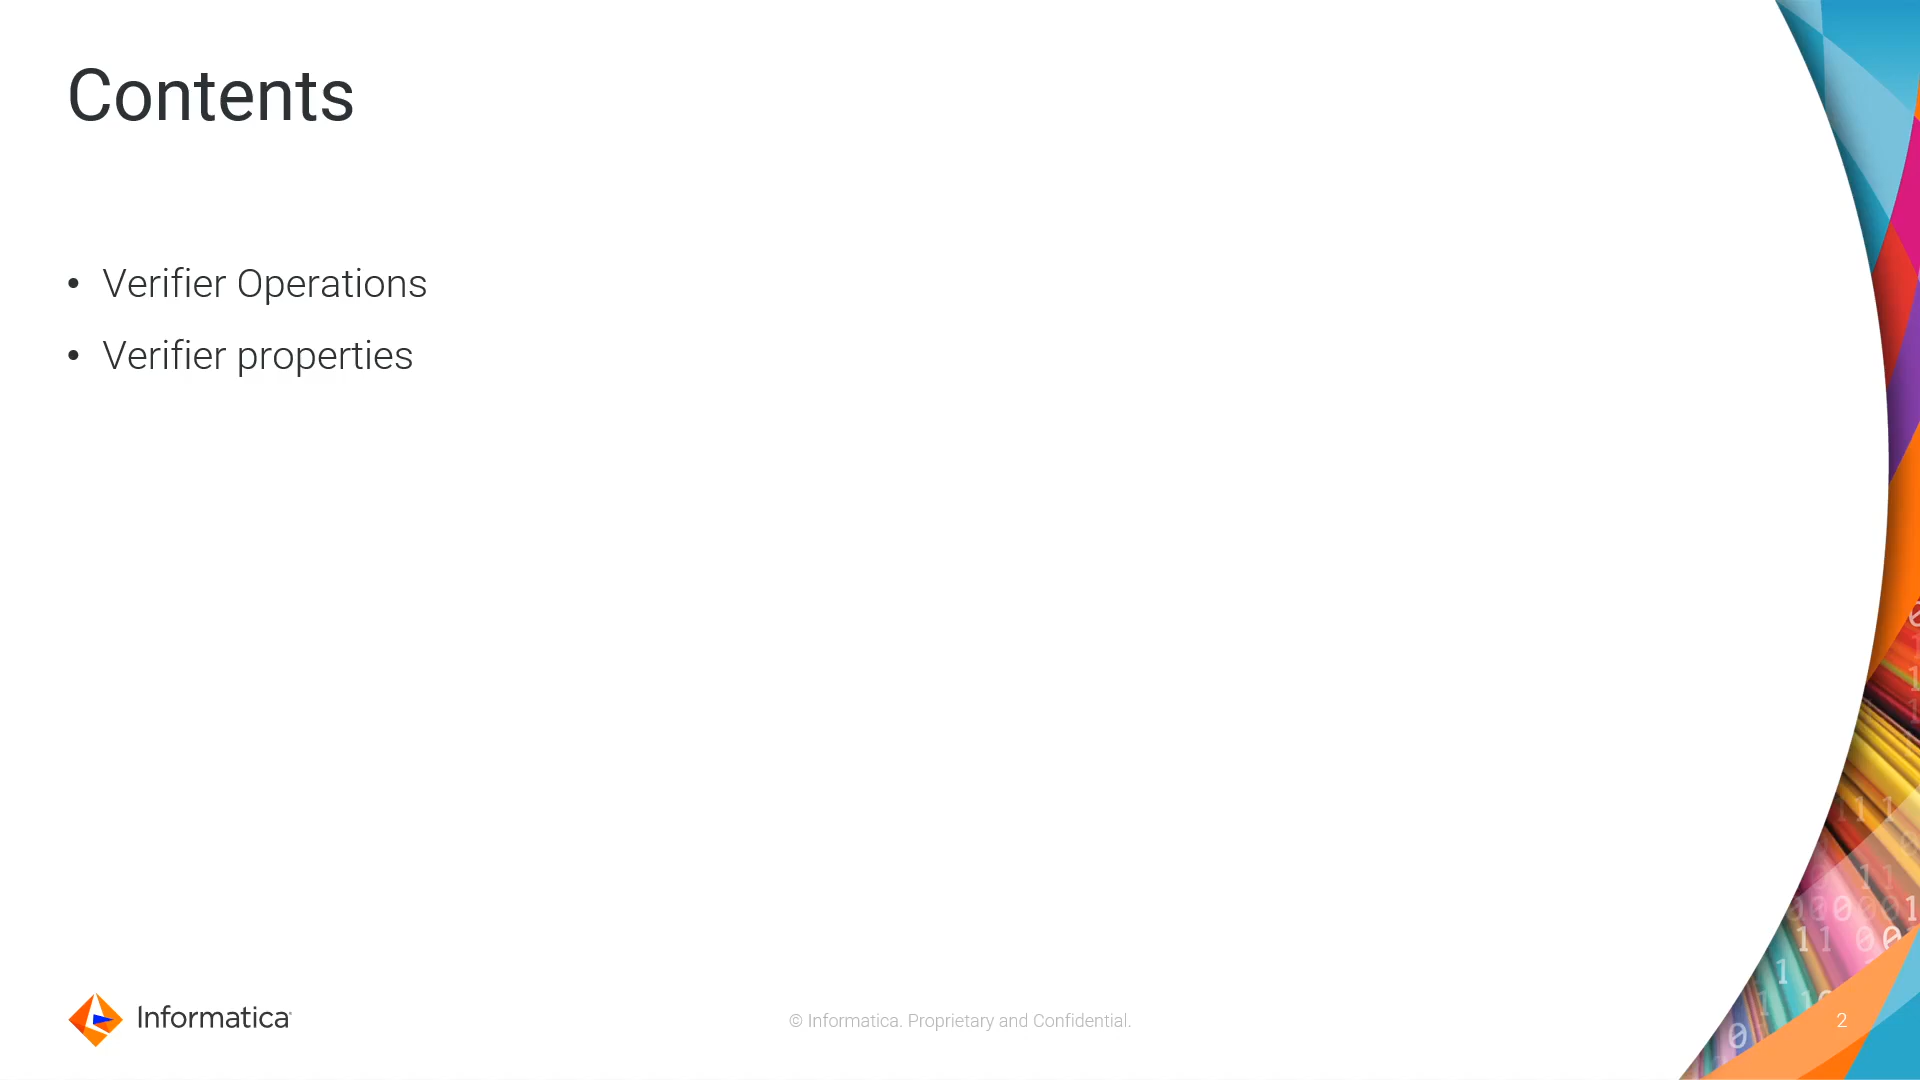 Contents
• Verifier Operations
• Verifier properties
Informatica
© Informatica. Proprietary and Confidential.
2